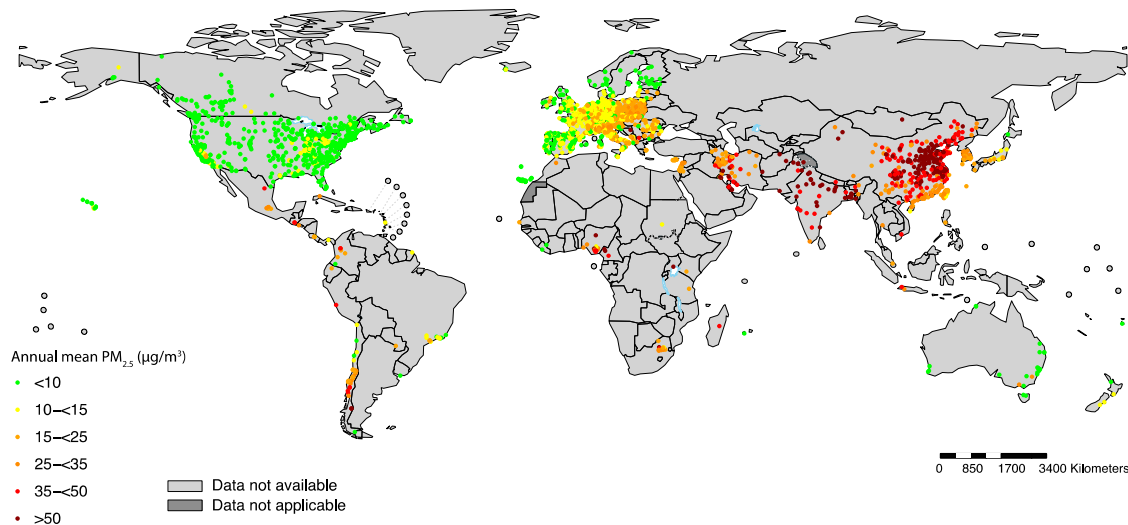 Annual mean PM2.5 (µg/m³)
<10
10–<15
15–<25
25–<35
35–<50
>50
Data not available
Data not applicable
0 850 1700 3400 Kilometers